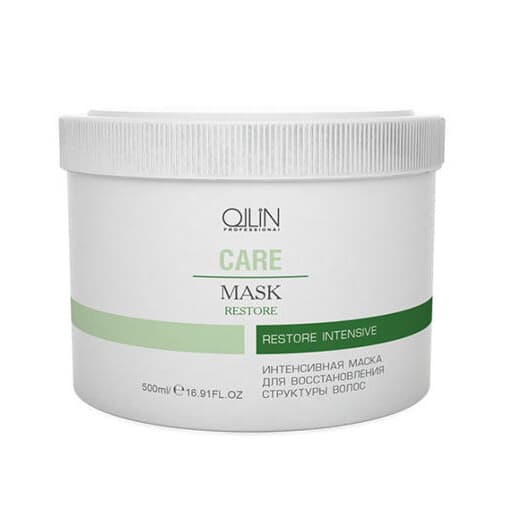 OLLIN
PROFESSIONAL
CARE
MASK
RESTORE
RESTORE INTENSIVE
ИНТЕНСИВНАЯ МАСКА
ДЛЯ ВОССТАНОВЛЕНИЯ
СТРУКТУРЫ ВОЛОС
500ml/ ℮16.91FL.OZ